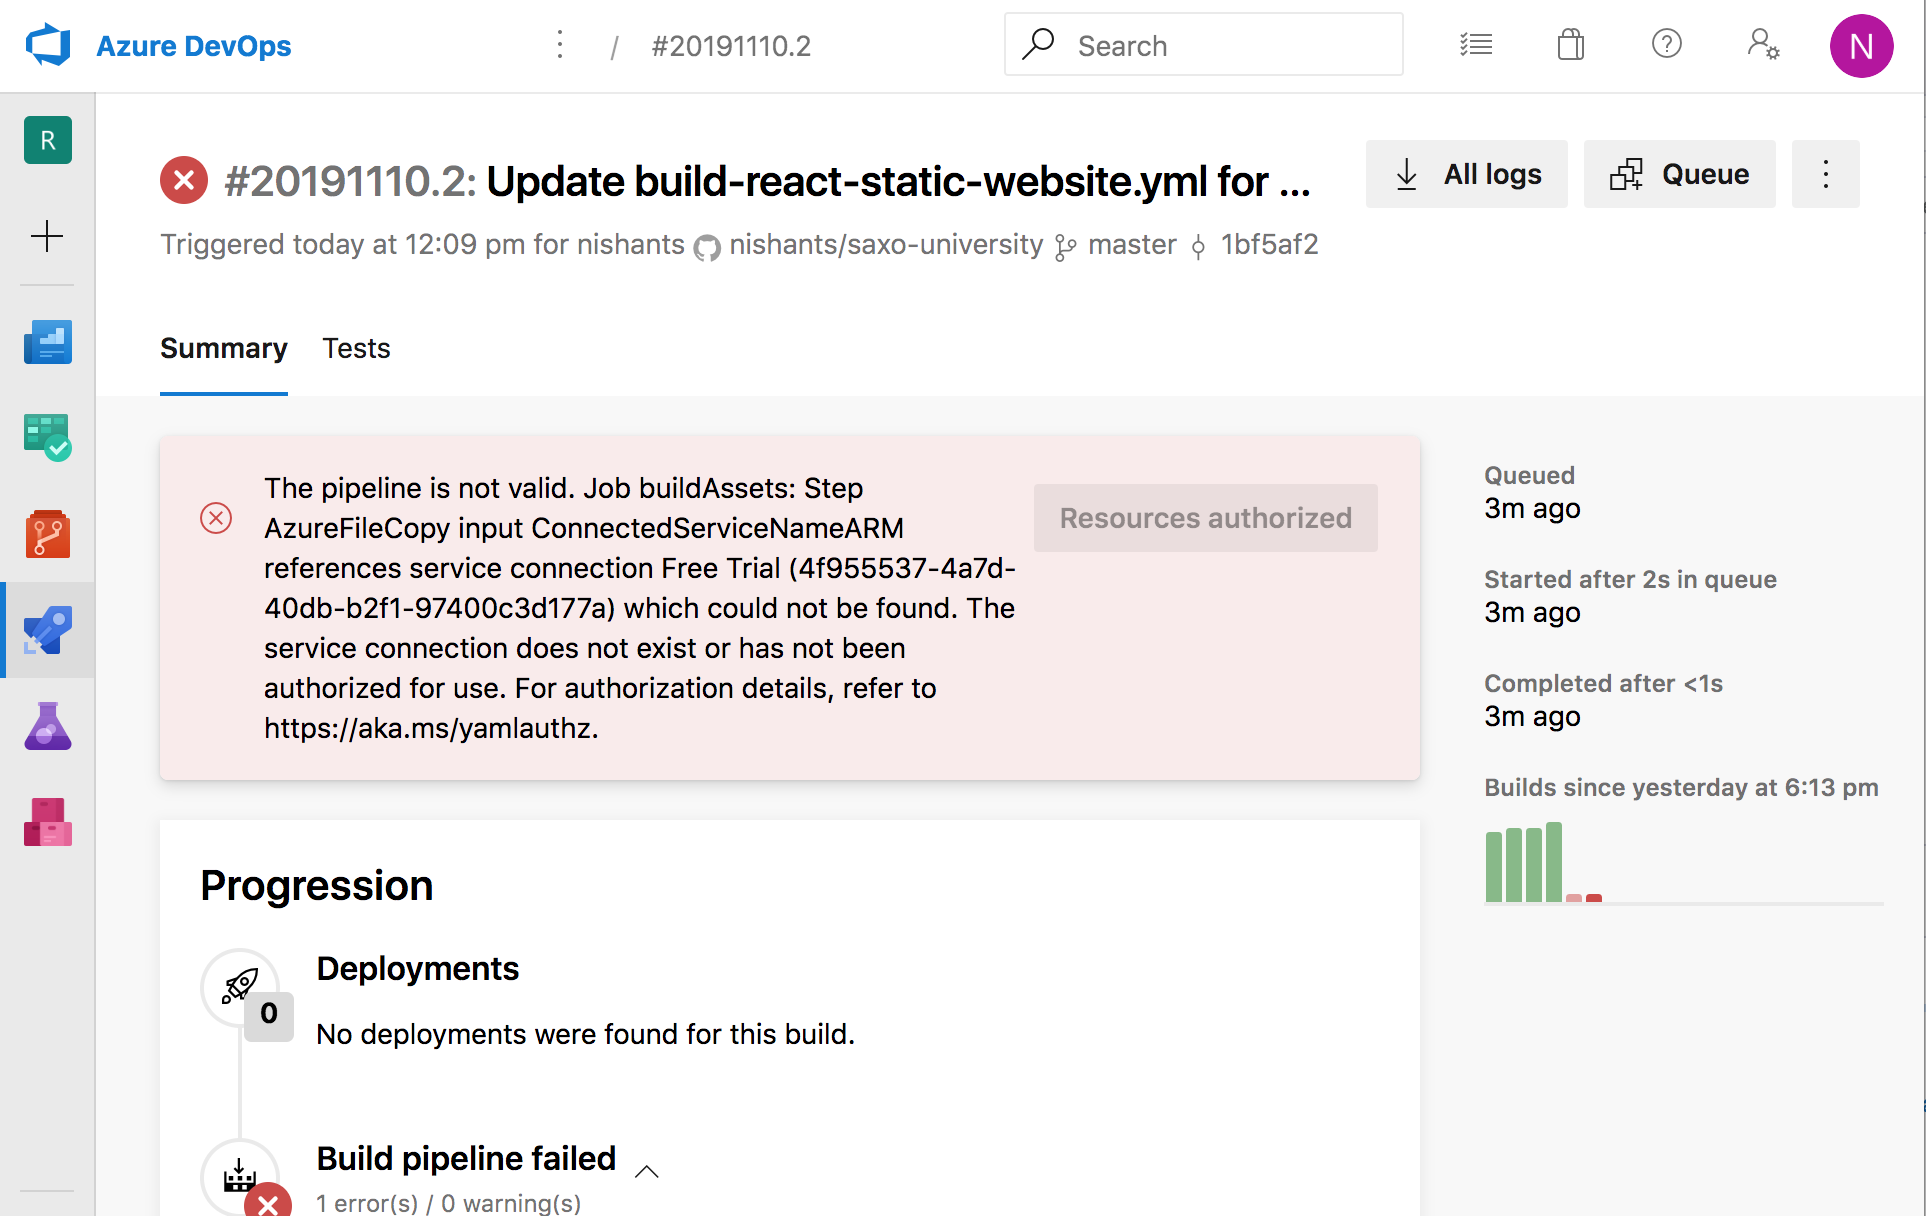 Azure DevOps
/ #20191110.2
Search
N
R
#20191110.2: Update build-react-static-website.yml for ...
All logs
Queue
Triggered today at 12:09 pm for nishants nishants/saxo-university master 1bf5af2
Summary
Tests
The pipeline is not valid. Job buildAssets: Step
AzureFileCopy input ConnectedServiceNameARM
references service connection Free Trial (4f955537-4a7d-
40db-b2f1-97400c3d177a) which could not be found. The
service connection does not exist or has not been
authorized for use. For authorization details, refer to
https://aka.ms/yamlauthz.
Resources authorized
Queued
3m ago
Started after 2s in queue
3m ago
Completed after <1s
3m ago
Builds since yesterday at 6:13 pm
Progression
Deployments
0
No deployments were found for this build.
Build pipeline failed
1 error(s) / 0 warning(s)